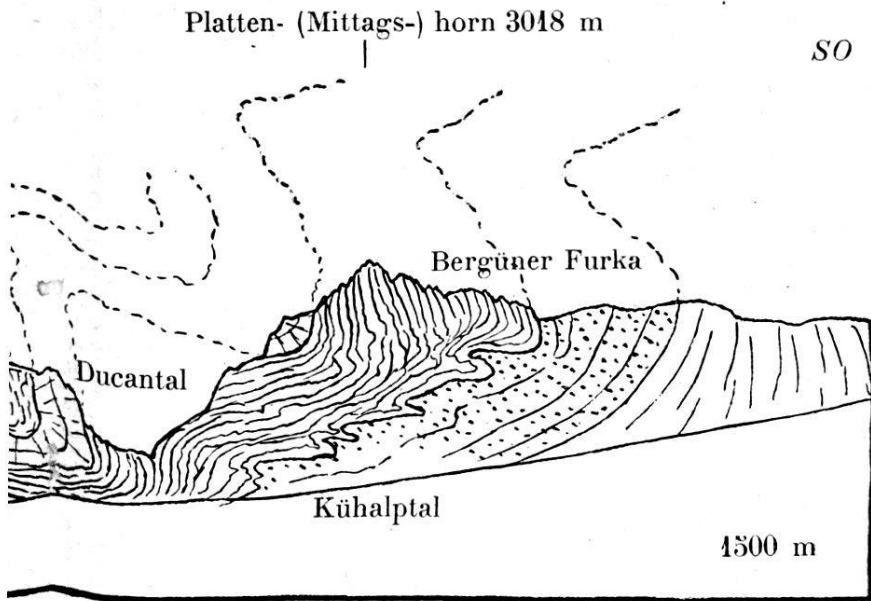 Platten- (Mittags-) horn 3018 m
SO
Bergüner Furka
Ducantal
Kühalptal
1500 m